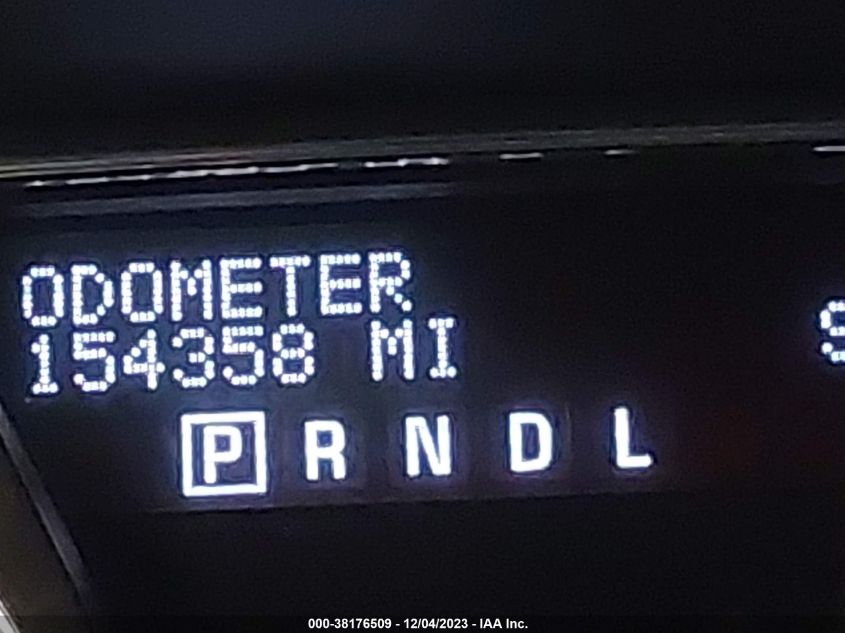 ODOMETER
154358 MI
P R N D L
000-38176509 - 12/04/2023 - IAA Inc.